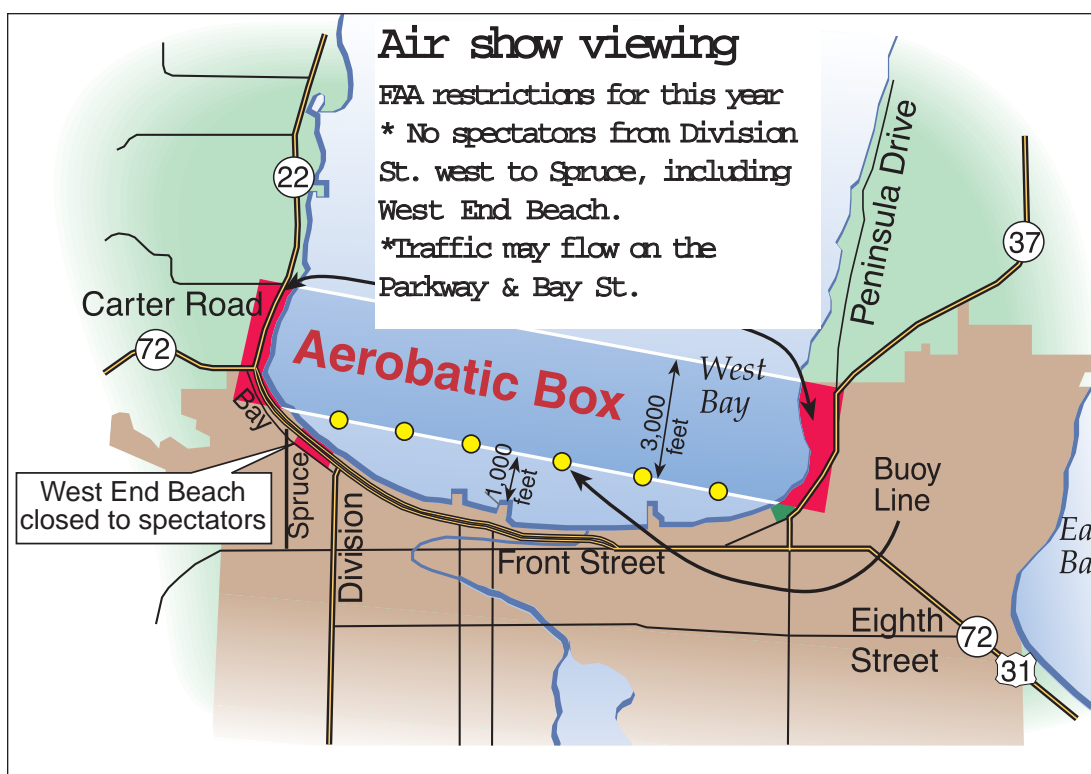 Air show viewing
FAA restrictions for this year
* No spectators from Division
St. west to Spruce, including
West End Beach.
*Traffic may flow on the
Parkway & Bay St.
22
Carter Road
72
Bay
Aerobatic Box
West
Bay
3,000
feet
1,000
feet
Peninsula Drive
37
Buoy
Line
West End Beach
closed to spectators
Spruce
Division
Front Street
Eighth
Street
72
31
Ea
Ba